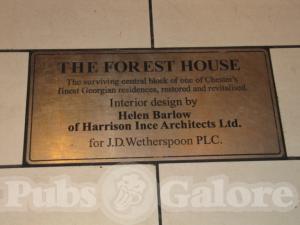 THE FOREST HOUSE
The surviving central block of one of Chester's
finest Georgian residences, restored and revitalised.
Interior design by
Helen Barlow
of Harrison Ince Architects Ltd.
for J.D.Wetherspoon PLC.
Pubs Galore